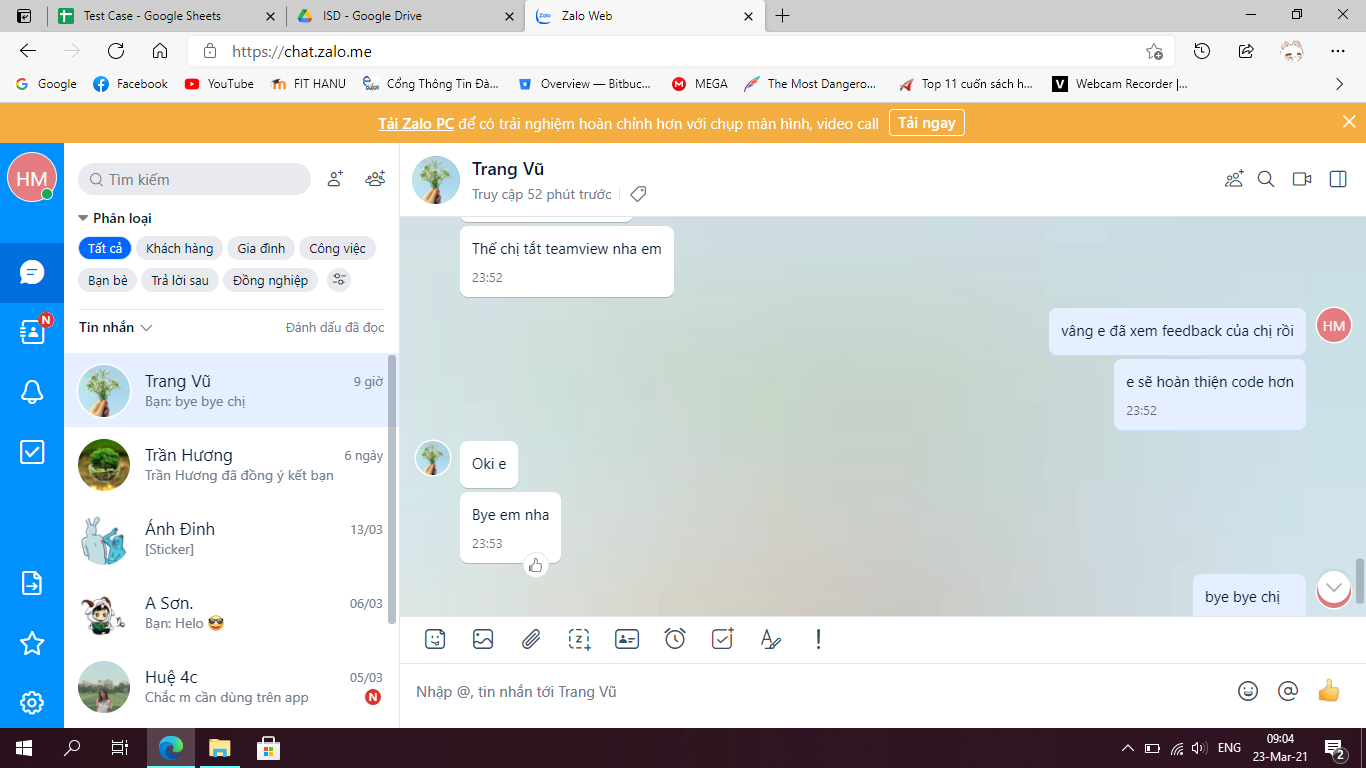 Test Case - Google Sheets
ISD - Google Drive
Zalo
Zalo Web
https://chat.zalo.me
Google
Facebook
YouTube
FIT HANU
Cổng Thông Tin Đà...
Overview — Bitbuc...
MEGA
The Most Dangero...
Top 11 cuốn sách h...
Webcam Recorder |...
Tải Zalo PC để có trải nghiệm hoàn chỉnh hơn với chụp màn hình, video call
Tải ngay
HM
Tìm kiếm
Phân loại
Tất cả
Khách hàng
Gia đình
Công việc
Bạn bè
Trả lời sau
Đồng nghiệp
N
Tin nhắn
Đánh dấu đã đọc
Trang Vũ
9 giờ
Bạn: bye bye chị
Trần Hương
6 ngày
Trần Hương đã đồng ý kết bạn
Ánh Đinh
13/03
[Sticker]
A Sơn.
06/03
Bạn: Helo 😎
Huệ 4c
05/03
Chắc m cần dùng trên app
N
Trang Vũ
Truy cập 52 phút trước
Thế chị tắt teamview nha em
23:52
vâng e đã xem feedback của chị rồi
HM
e sẽ hoàn thiện code hơn
23:52
Oki e
Bye em nha
23:53
bye bye chị
Nhập @, tin nhắn tới Trang Vũ
ENG
09:04
23-Mar-21
2